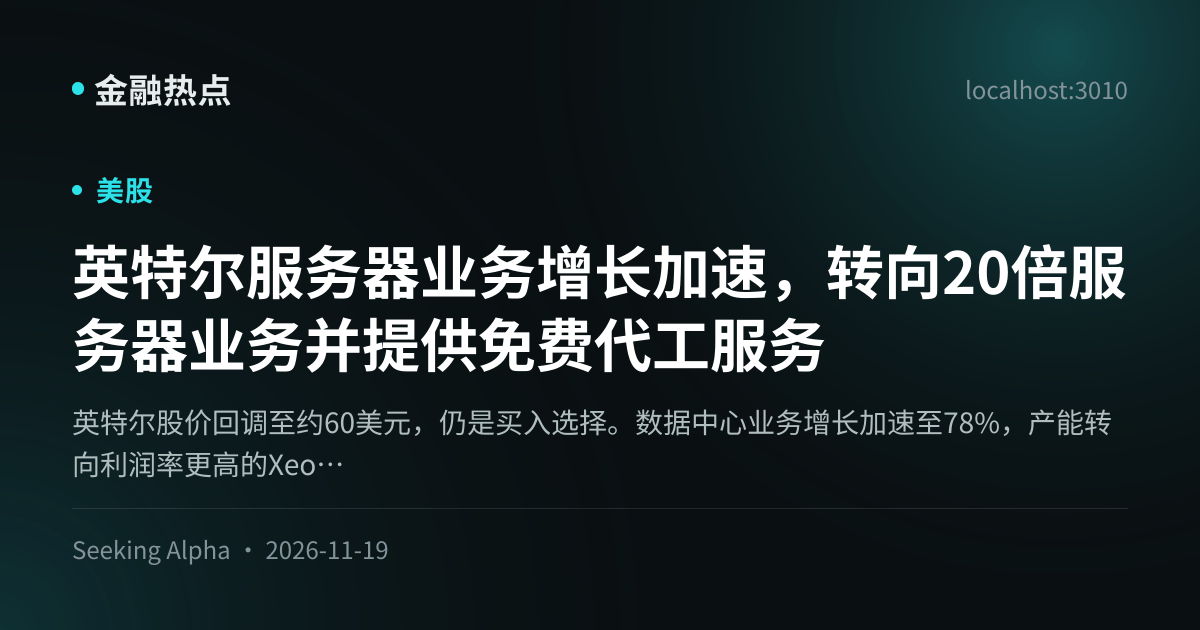 金融热点
localhost:3010
美股
英特尔服务器业务增长加速，转向20倍服
务器业务并提供免费代工服务
英特尔股价回调至约60美元，仍是买入选择。数据中心业务增长加速至78%，产能转
向利润率更高的Xeo…
Seeking Alpha · 2026-11-19